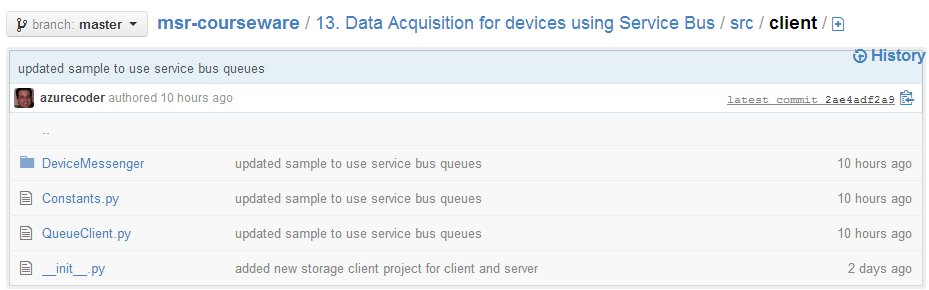 branch: master msr-courseware / 13. Data Acquisition for devices using Service Bus / src / client /
History
updated sample to use service bus queues
azurecoder authored 10 hours ago latest commit 2ae4adf2a9
..
DeviceMessenger updated sample to use service bus queues 10 hours ago
Constants.py updated sample to use service bus queues 10 hours ago
QueueClient.py updated sample to use service bus queues 10 hours ago
__init__.py added new storage client project for client and server 2 days ago